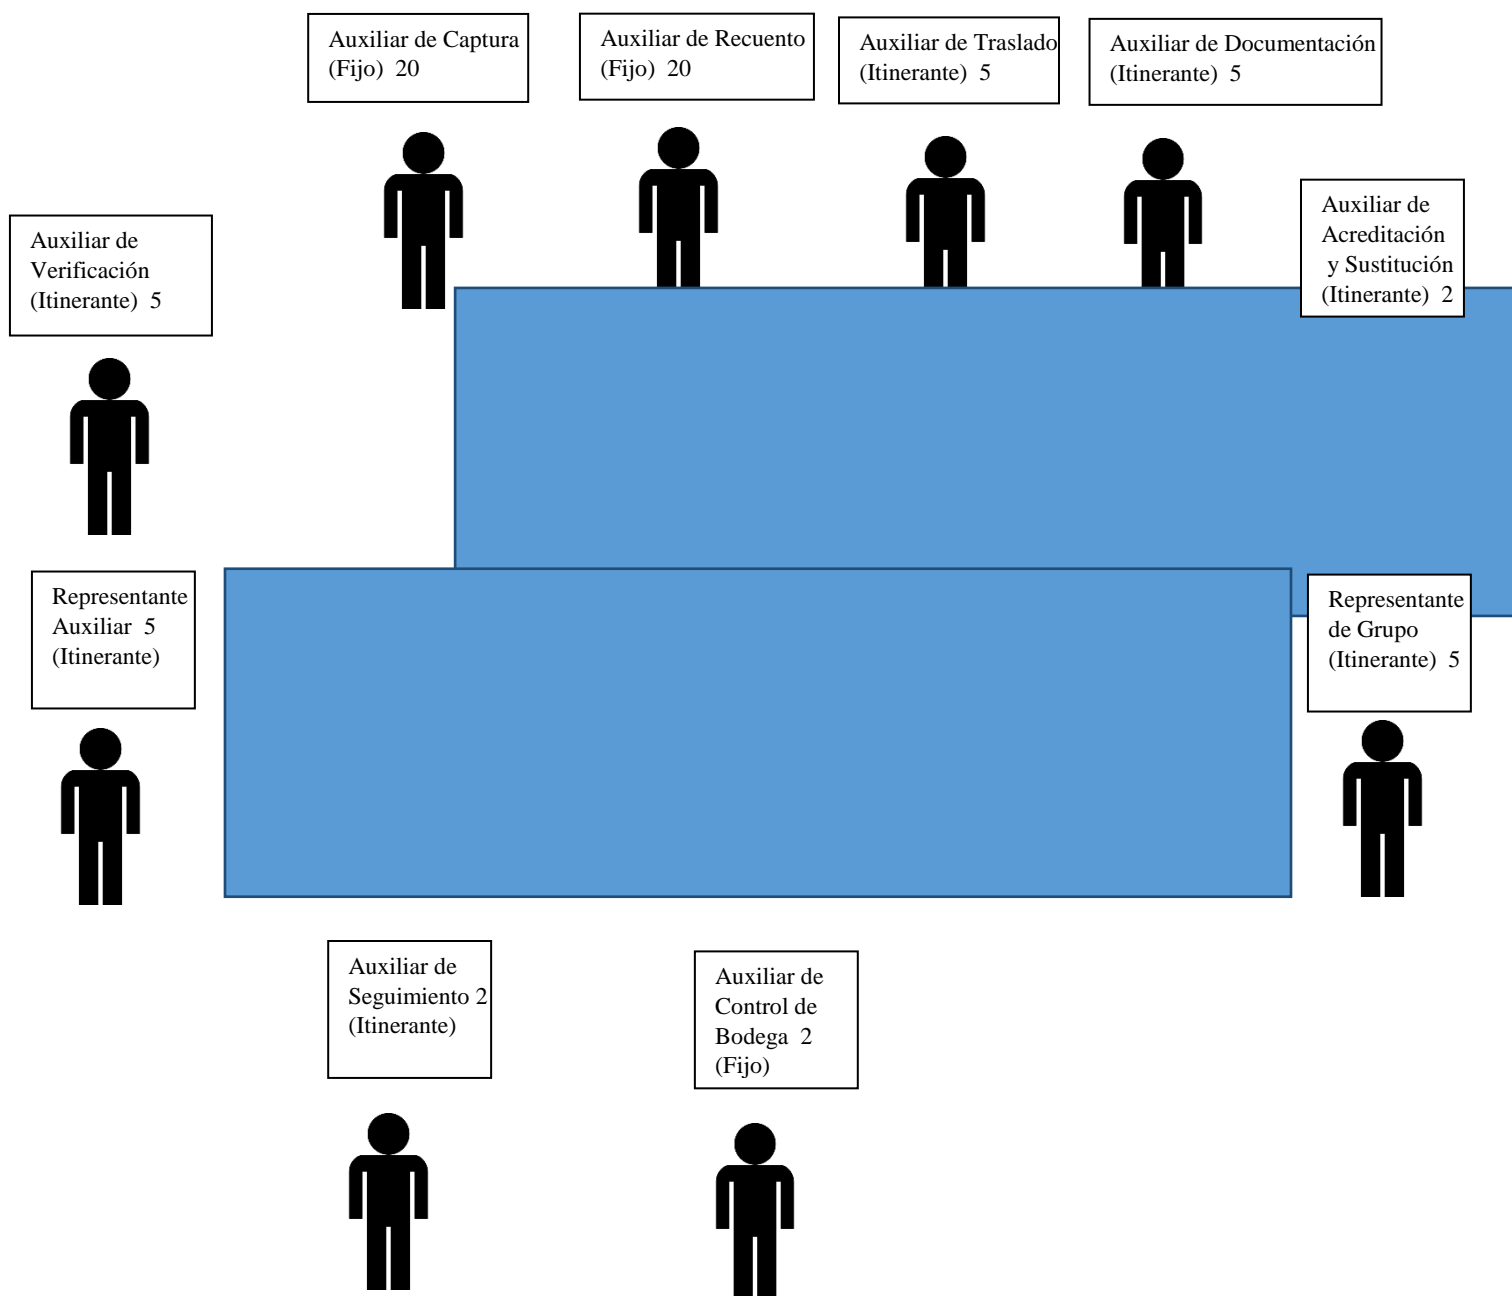 Auxiliar de Captura
(Fijo) 20
Auxiliar de Recuento
(Fijo) 20
Auxiliar de Traslado
(Itinerante) 5
Auxiliar de Documentación
(Itinerante) 5
Auxiliar de
Acreditación
y Sustitución
(Itinerante) 2
Auxiliar de
Verificación
(Itinerante) 5
Representante
Auxiliar 5
(Itinerante)
Representante
de Grupo
(Itinerante) 5
Auxiliar de
Seguimiento 2
(Itinerante)
Auxiliar de
Control de
Bodega 2
(Fijo)